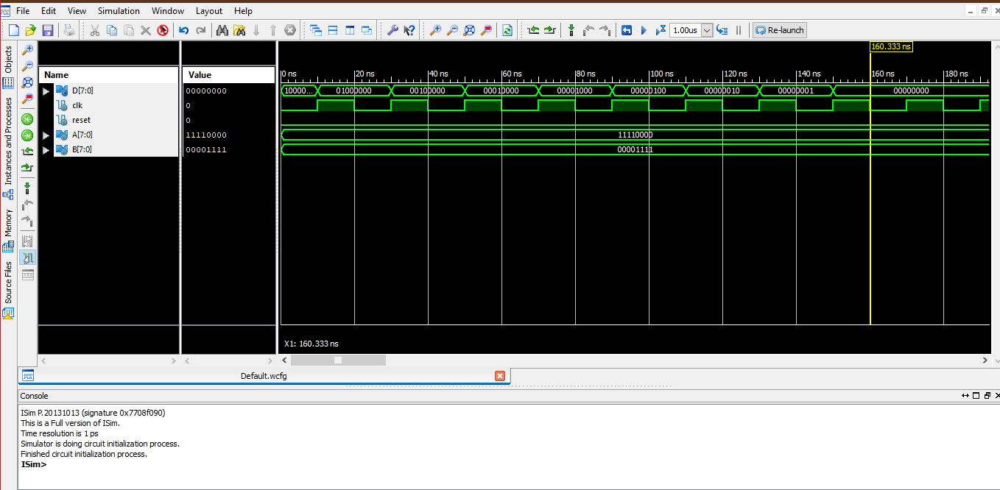 File Edit View Simulation Window Layout Help
1.00us Re-launch
160.333 ns
Objects
Instances and Processes
Memory
Source Files
Name Value
0 ns 20 ns 40 ns 60 ns 80 ns 100 ns 120 ns 140 ns 160 ns 180 ns
D[7:0] 00000000 10000... 01000000 00100000 00010000 00001000 00000100 00000010 00000001 00000000
clk 0
reset 0
A[7:0] 11110000 11110000
B[7:0] 00001111 00001111
X1: 160.333 ns
Default.wcfg
Console
ISim P.20131013 (signature 0x7708f090)
This is a Full version of ISim.
Time resolution is 1 ps
Simulator is doing circuit initialization process.
Finished circuit initialization process.
ISim>